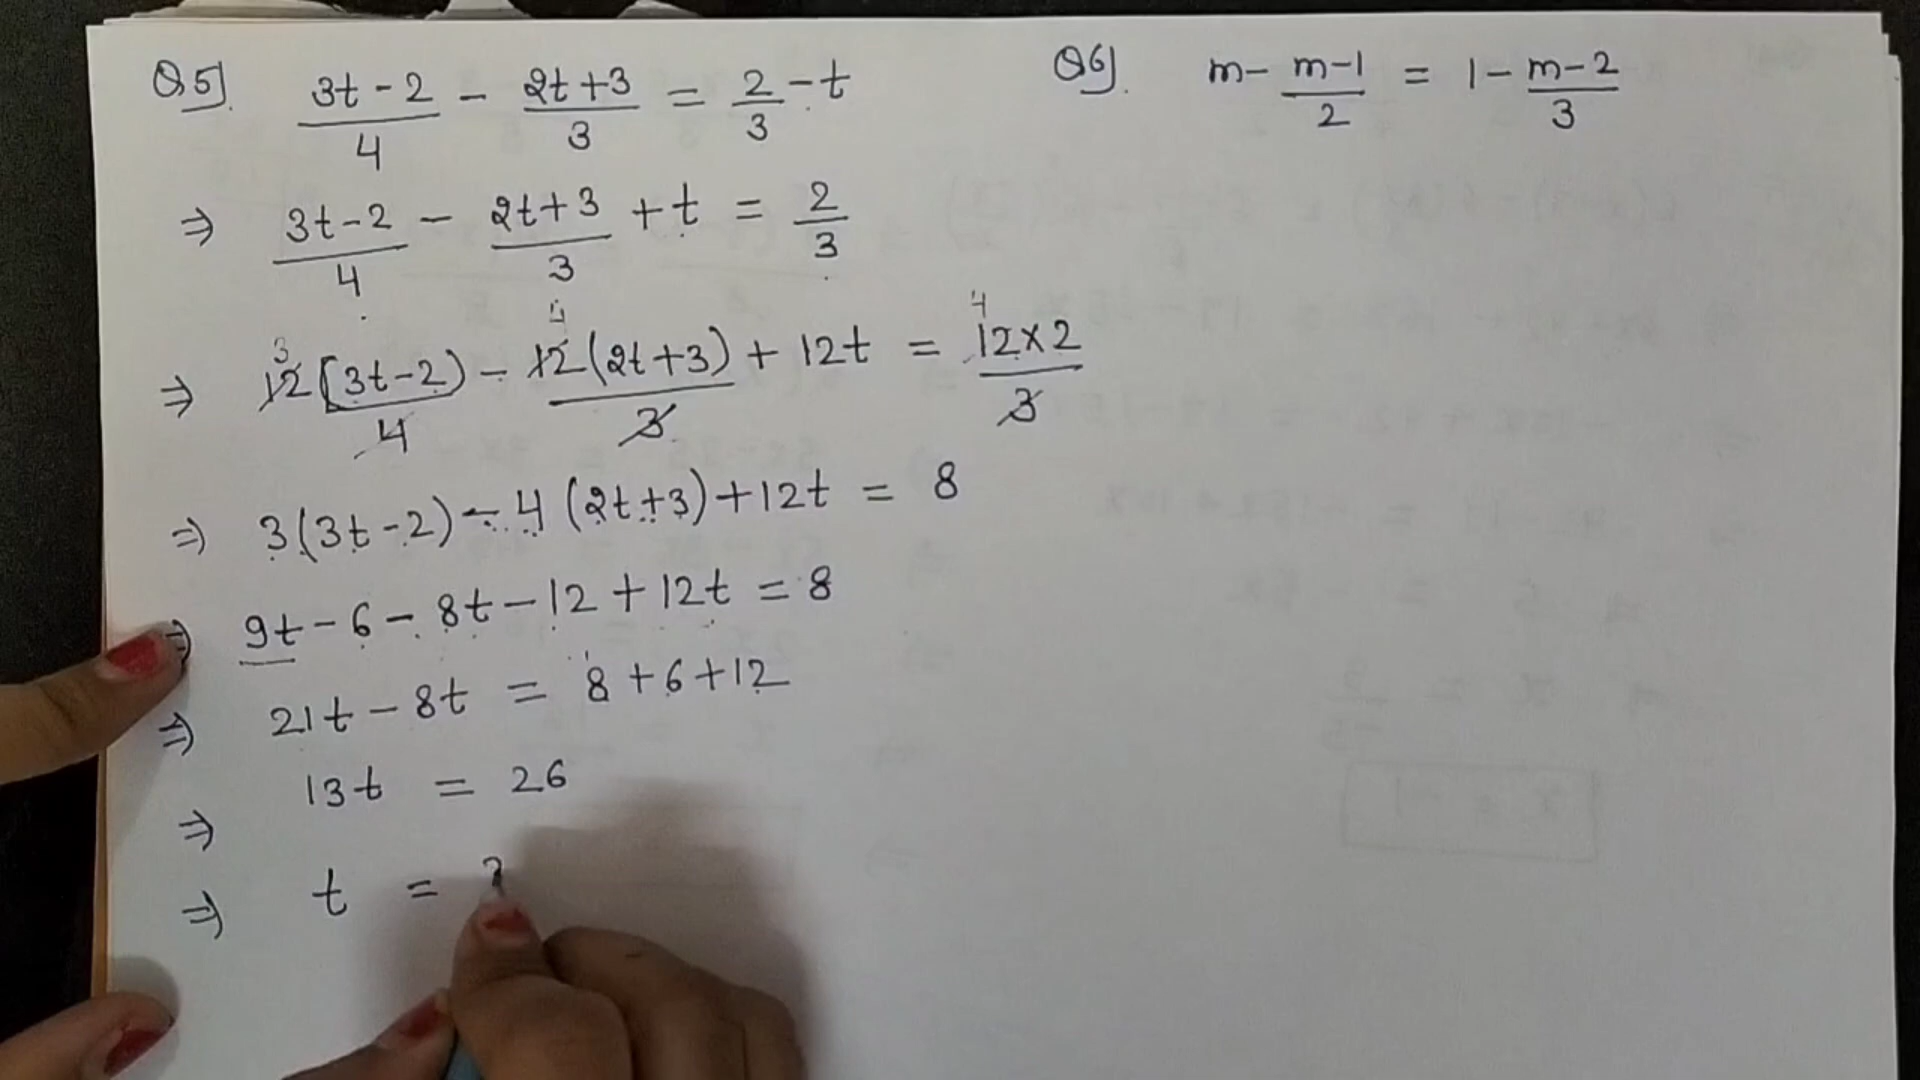 Q5). (3t-2)/4 - (2t+3)/3 = 2/3 - t
⇒ (3t-2)/4 - (2t+3)/3 + t = 2/3
⇒ 12(3t-2)/4 - 12(2t+3)/3 + 12t = 12×2/3
⇒ 3(3t-2) - 4(2t+3) + 12t = 8
⇒ 9t - 6 - 8t - 12 + 12t = 8
⇒ 21t - 8t = 8 + 6 + 12
⇒ 13t = 26
⇒ t =
Q6). m - (m-1)/2 = 1 - (m-2)/3